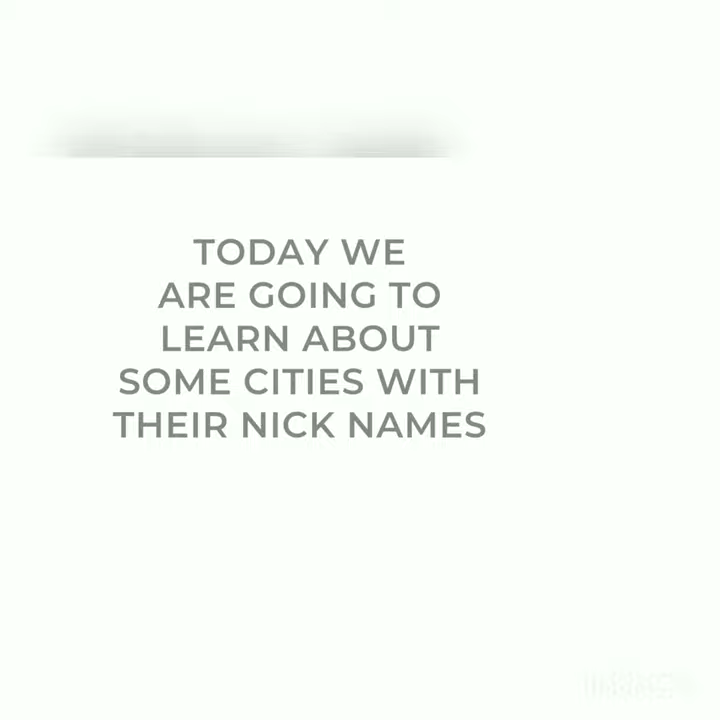 TODAY WE
ARE GOING TO
LEARN ABOUT
SOME CITIES WITH
THEIR NICK NAMES